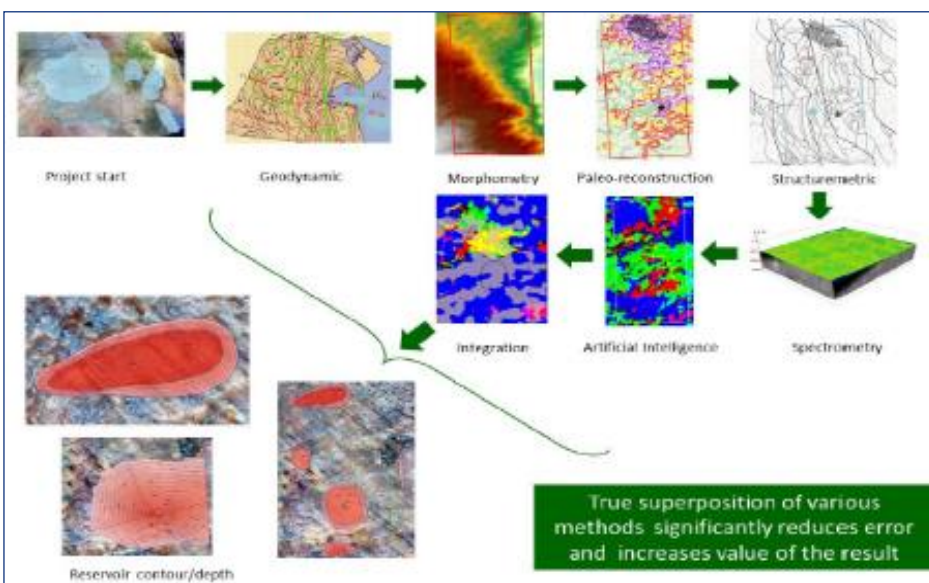 Project start
Geodynamic
Morphometry
Paleo-reconstruction
Structuremetric
Integration
Artificial Intelligence
Spectrometry
Reservoir contour/depth
True superposition of various
methods significantly reduces error
and increases value of the result